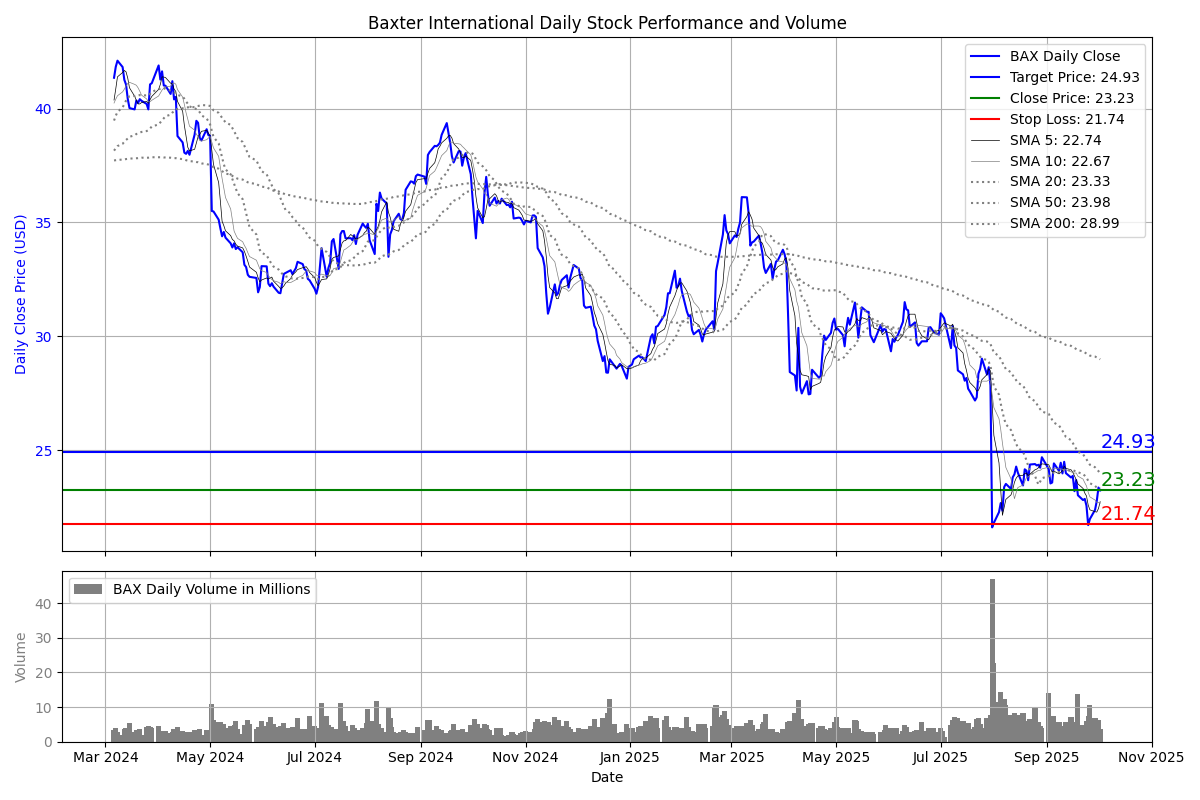 Baxter International Daily Stock Performance and Volume
BAX Daily Close
Target Price: 24.93
Close Price: 23.23
Stop Loss: 21.74
SMA 5: 22.74
SMA 10: 22.67
SMA 20: 23.33
SMA 50: 23.98
SMA 200: 28.99
Daily Close Price (USD)
40
35
30
25
24.93
23.23
21.74
BAX Daily Volume in Millions
Volume
40
30
20
10
0
Mar 2024 May 2024 Jul 2024 Sep 2024 Nov 2024 Jan 2025 Mar 2025 May 2025 Jul 2025 Sep 2025 Nov 2025
Date